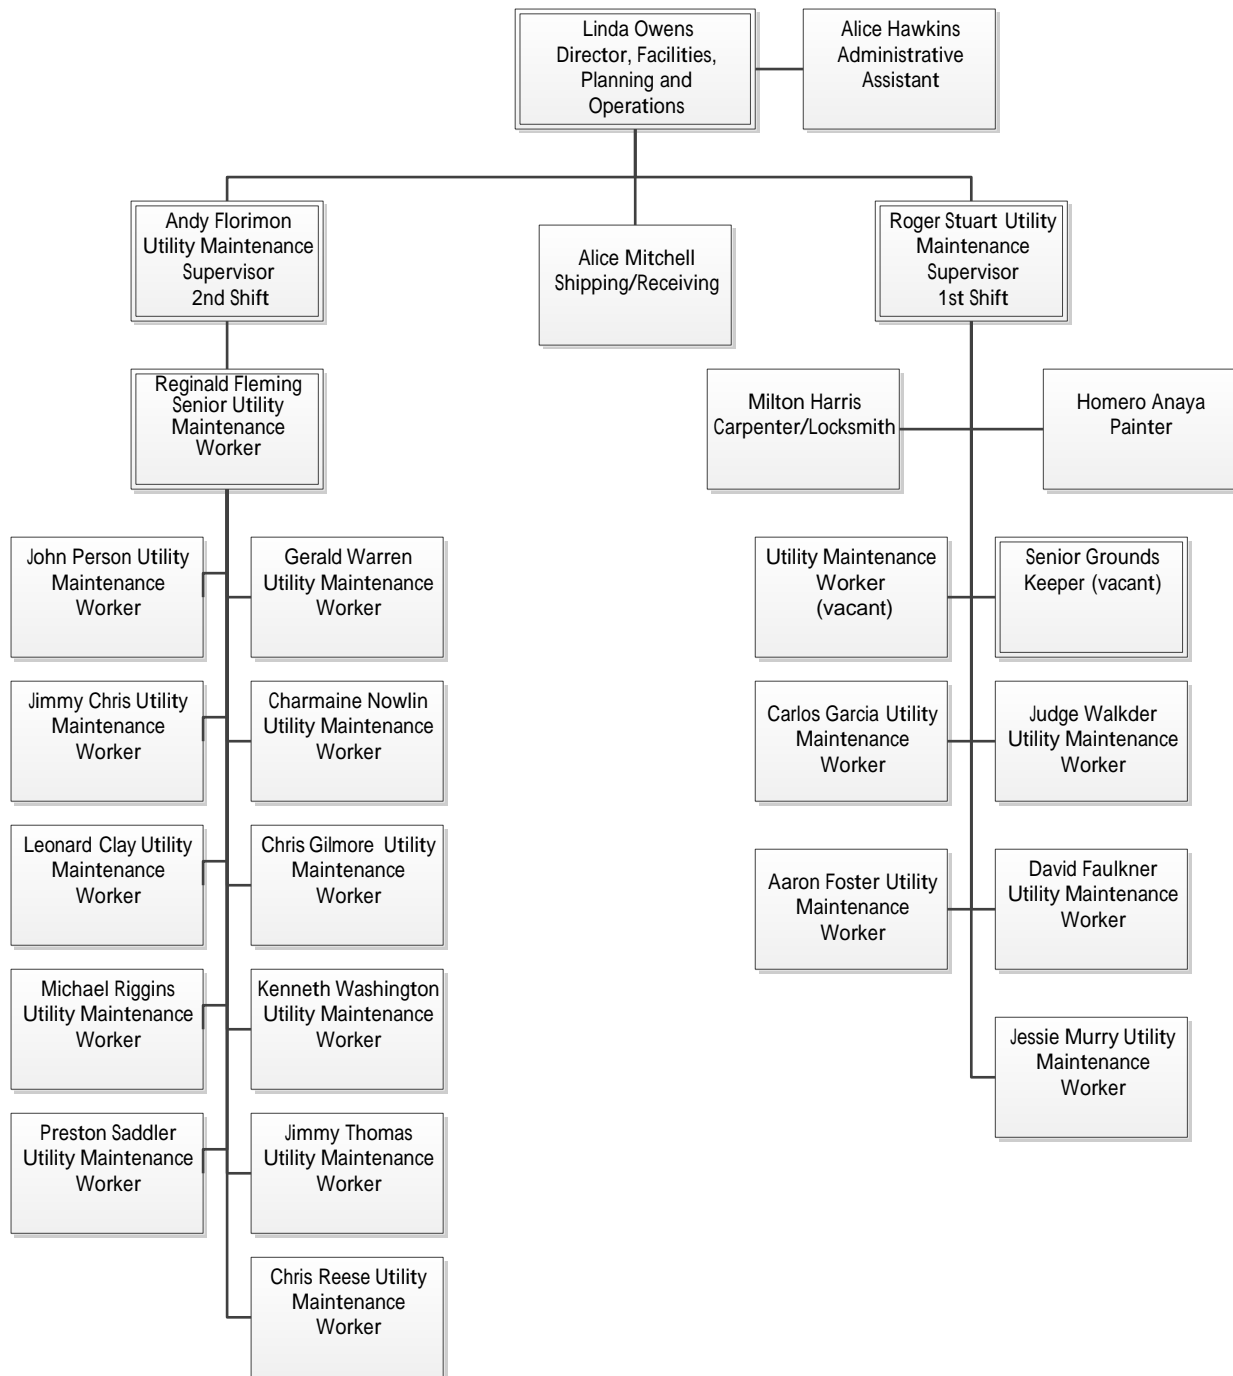 Linda Owens
Director, Facilities,
Planning and
Operations
Alice Hawkins
Administrative
Assistant
Andy Florimon
Utility Maintenance
Supervisor
2nd Shift
Alice Mitchell
Shipping/Receiving
Roger Stuart Utility
Maintenance
Supervisor
1st Shift
Reginald Fleming
Senior Utility
Maintenance
Worker
Milton Harris
Carpenter/Locksmith
Homero Anaya
Painter
John Person Utility
Maintenance
Worker
Gerald Warren
Utility Maintenance
Worker
Utility Maintenance
Worker
(vacant)
Senior Grounds
Keeper (vacant)
Jimmy Chris Utility
Maintenance
Worker
Charmaine Nowlin
Utility Maintenance
Worker
Carlos Garcia Utility
Maintenance
Worker
Judge Walkder
Utility Maintenance
Worker
Leonard Clay Utility
Maintenance
Worker
Chris Gilmore Utility
Maintenance
Worker
Aaron Foster Utility
Maintenance
Worker
David Faulkner
Utility Maintenance
Worker
Michael Riggins
Utility Maintenance
Worker
Kenneth Washington
Utility Maintenance
Worker
Jessie Murry Utility
Maintenance
Worker
Preston Saddler
Utility Maintenance
Worker
Jimmy Thomas
Utility Maintenance
Worker
Chris Reese Utility
Maintenance
Worker